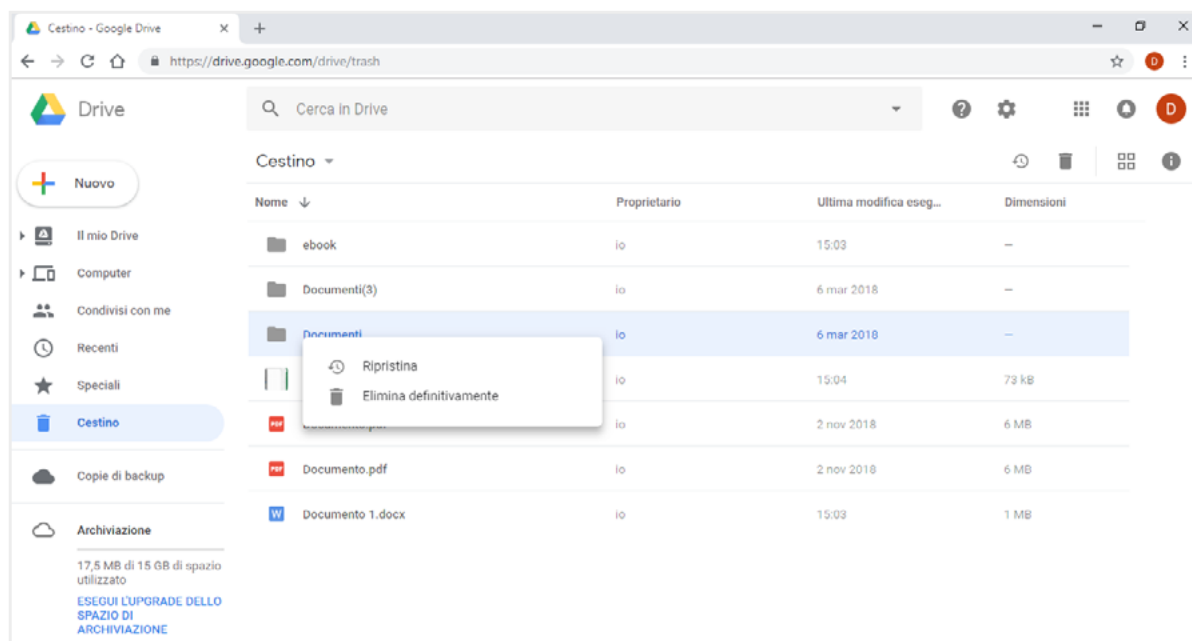 Cestino - Google Drive
https://drive.google.com/drive/trash
D
Drive
Cerca in Drive
D
Nuovo
Cestino
Nome Proprietario Ultima modifica eseg... Dimensioni
Il mio Drive
Computer
Condivisi con me
Recenti
Speciali
Cestino
Copie di backup
Archiviazione
17,5 MB di 15 GB di spazio
utilizzato
ESEGUI L'UPGRADE DELLO
SPAZIO DI
ARCHIVIAZIONE
ebook io 15:03 –
Documenti(3) io 6 mar 2018 –
Documenti io 6 mar 2018 –
Ripristina
Elimina definitivamente
io 15:04 73 kB
PDF io 2 nov 2018 6 MB
PDF Documento.pdf io 2 nov 2018 6 MB
W Documento 1.docx io 15:03 1 MB